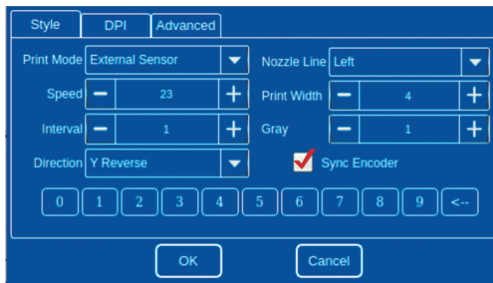 Style DPI Advanced
Print Mode External Sensor Nozzle Line Left
Speed − 23 + Print Width − 4 +
Interval − 1 + Gray − 1 +
Direction Y Reverse Sync Encoder
0 1 2 3 4 5 6 7 8 9 <--
OK Cancel